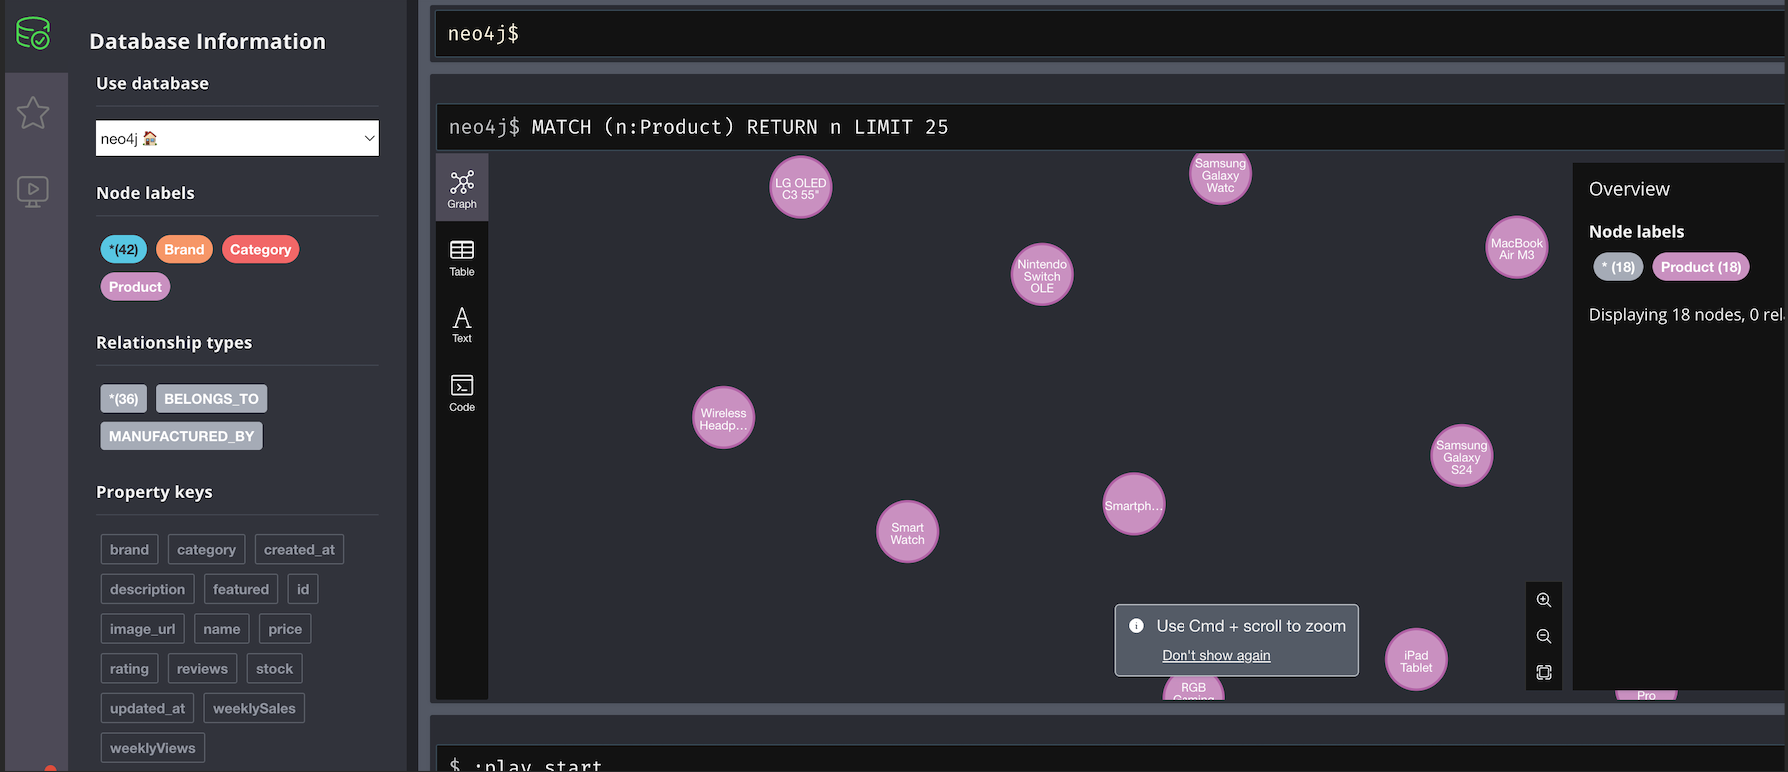 Database Information
Use database
neo4j 🏠
Node labels
*(42) Brand Category
Product
Relationship types
*(36) BELONGS_TO
MANUFACTURED_BY
Property keys
brand category created_at
description featured id
image_url name price
rating reviews stock
updated_at weeklySales
weeklyViews
neo4j$
neo4j$ MATCH (n:Product) RETURN n LIMIT 25
Graph
Table
Text
Code
LG OLED
C3 55"
Samsung
Galaxy
Watc
Nintendo
Switch
OLE
MacBook
Air M3
Wireless
Headp...
Samsung
Galaxy
S24
Smart
Watch
Smartph...
iPad
Tablet
RGB
Gaming
Pro
Use Cmd + scroll to zoom
Don't show again
Overview
Node labels
* (18) Product (18)
Displaying 18 nodes, 0 rel
$ :play start